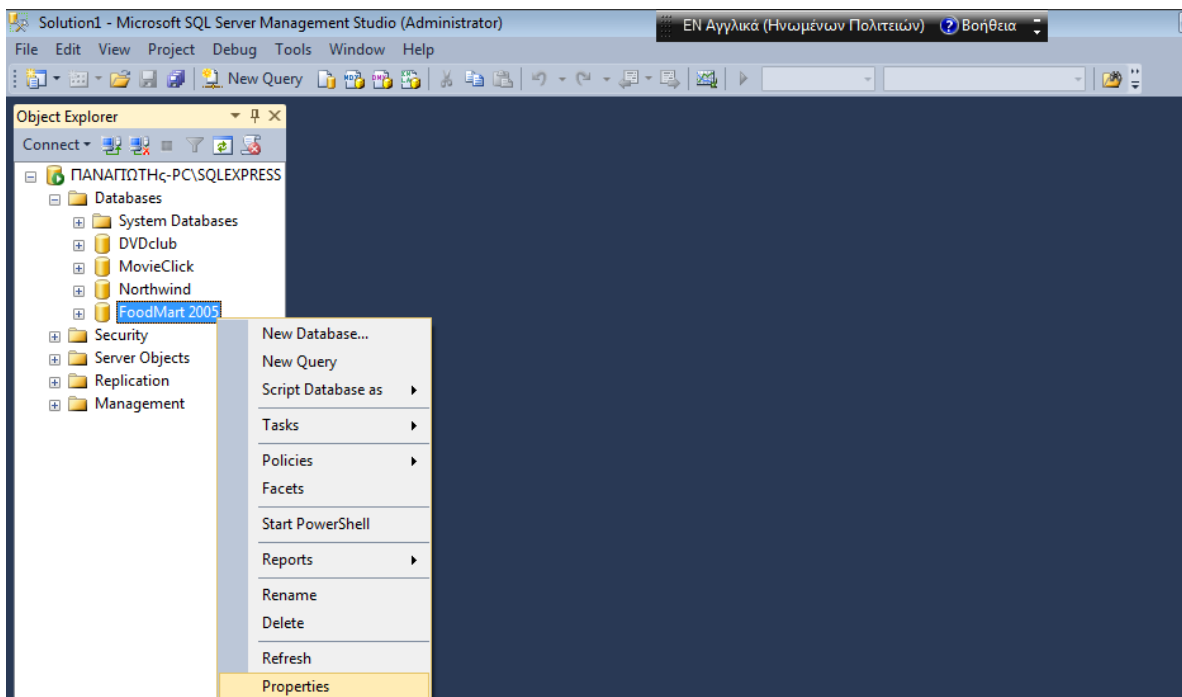 Solution1 - Microsoft SQL Server Management Studio (Administrator)
EN Αγγλικά (Ηνωμένων Πολιτειών) Βοήθεια
File Edit View Project Debug Tools Window Help
New Query
Object Explorer
Connect
ΠΑΝΑΓΙΩΤΗς-PC\SQLEXPRESS
Databases
System Databases
DVDclub
MovieClick
Northwind
FoodMart 2005
Security
Server Objects
Replication
Management
New Database...
New Query
Script Database as
Tasks
Policies
Facets
Start PowerShell
Reports
Rename
Delete
Refresh
Properties